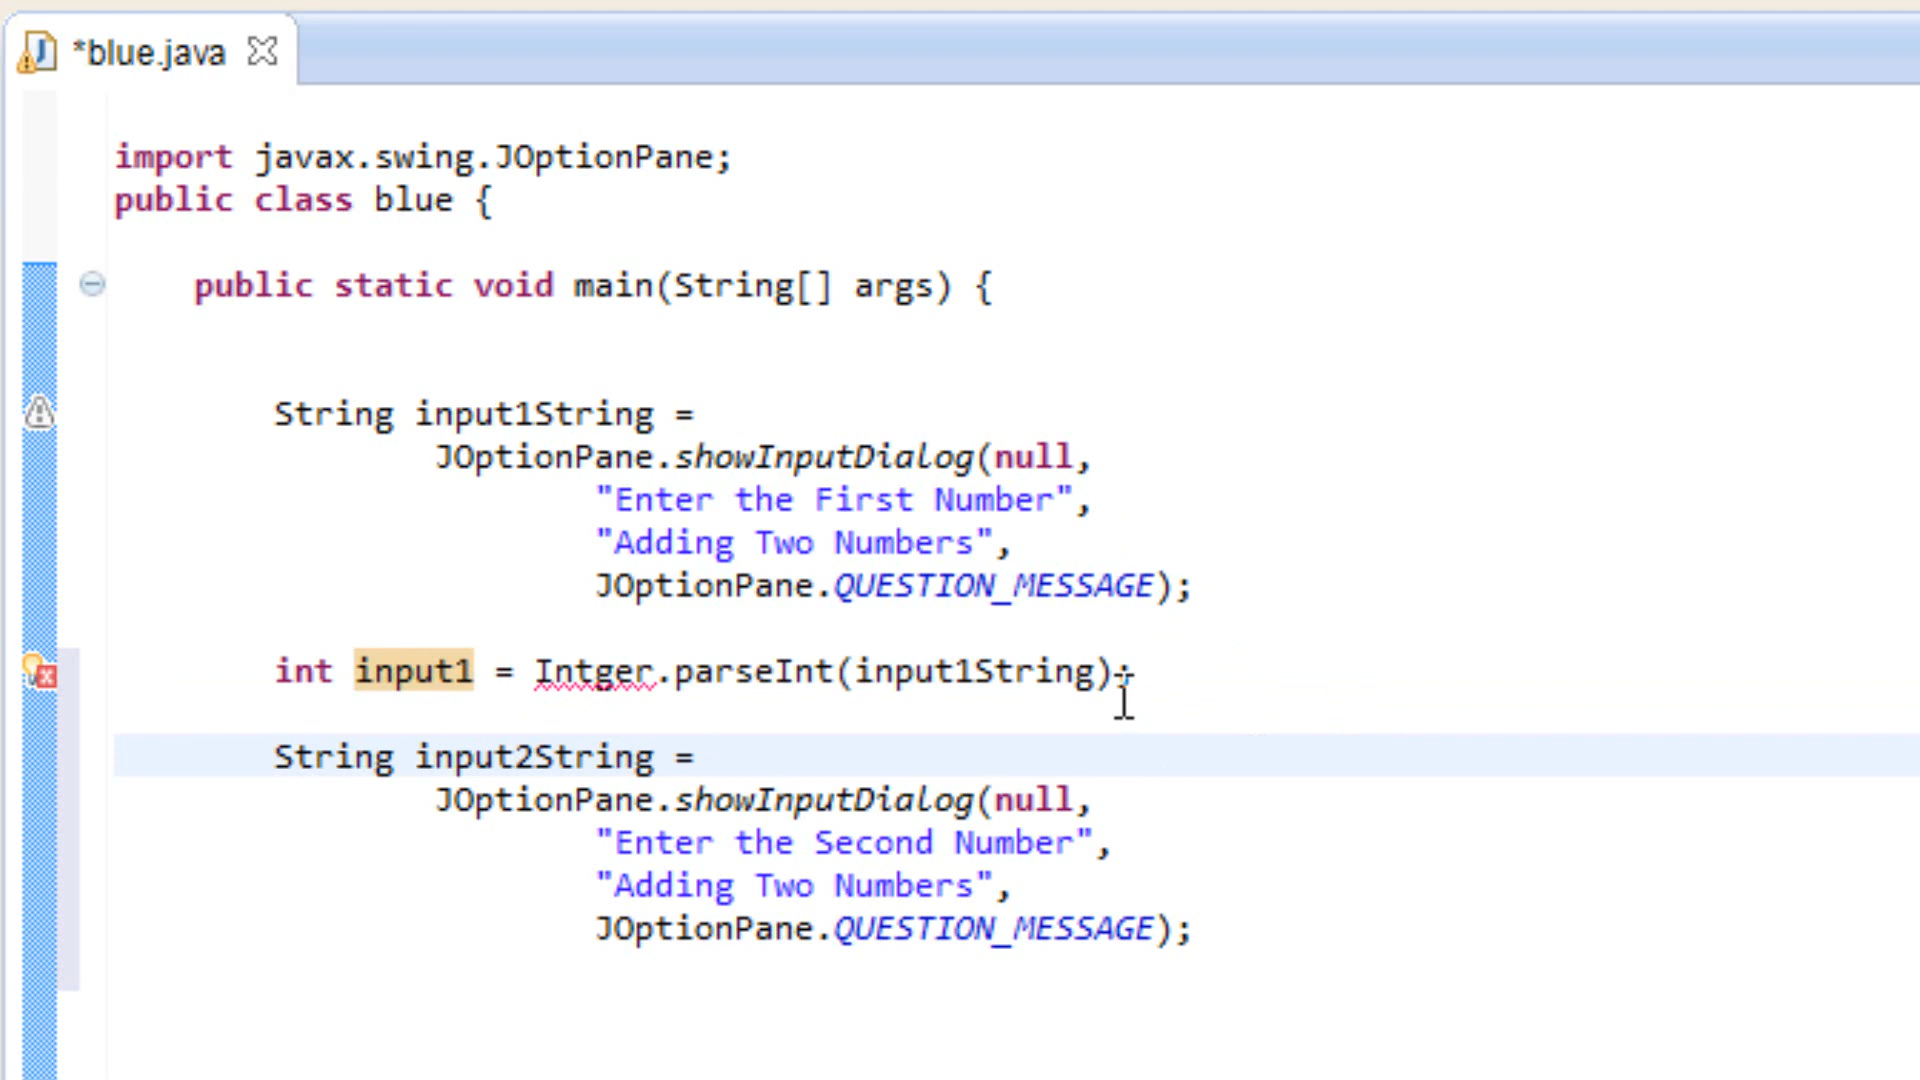 *blue.java
import javax.swing.JOptionPane;
public class blue {
public static void main(String[] args) {
String input1String =
JOptionPane.showInputDialog(null,
"Enter the First Number",
"Adding Two Numbers",
JOptionPane.QUESTION_MESSAGE);
int input1 = Intger.parseInt(input1String);
String input2String =
JOptionPane.showInputDialog(null,
"Enter the Second Number",
"Adding Two Numbers",
JOptionPane.QUESTION_MESSAGE);